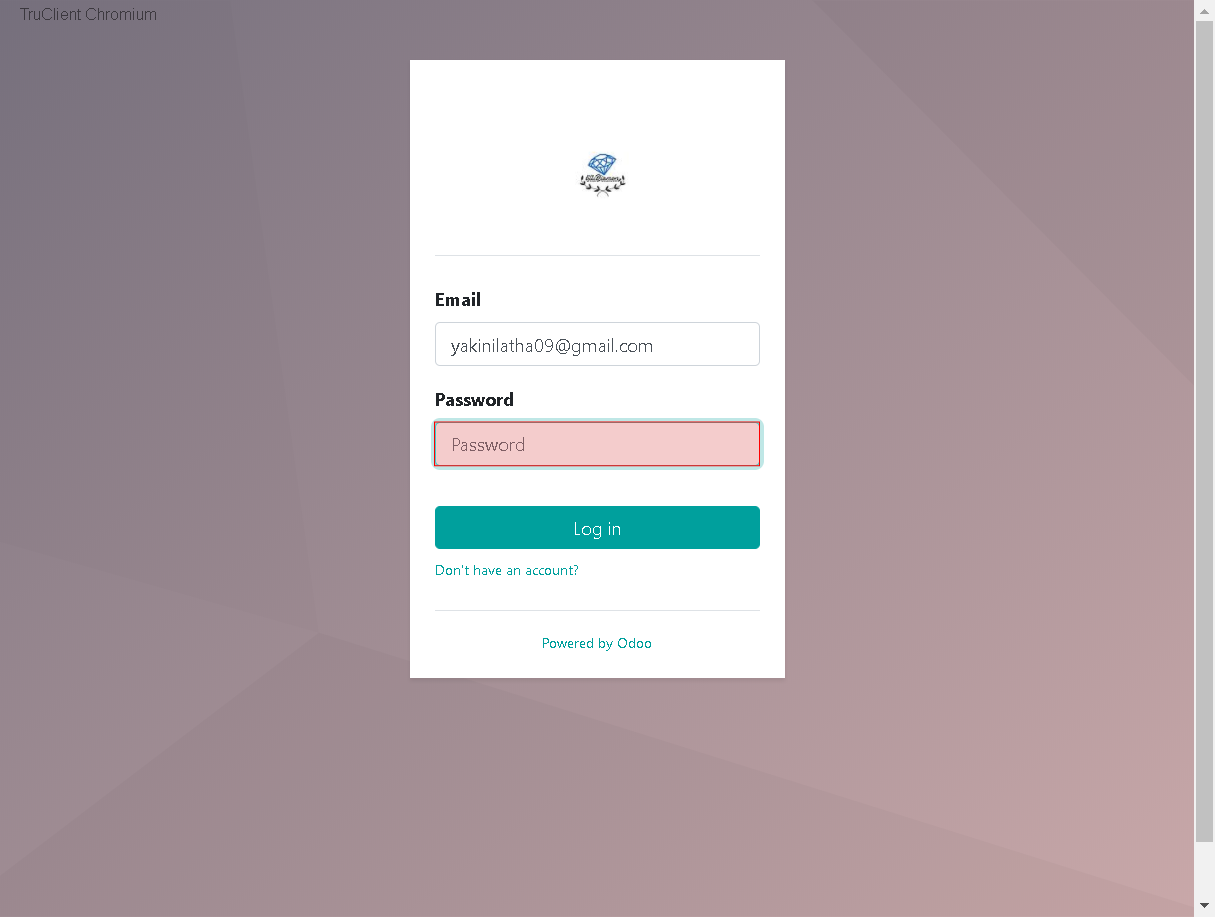 TruClient Chromium
Email
yakinilatha09@gmail.com
Password
Password
Log in
Don't have an account?
Powered by Odoo